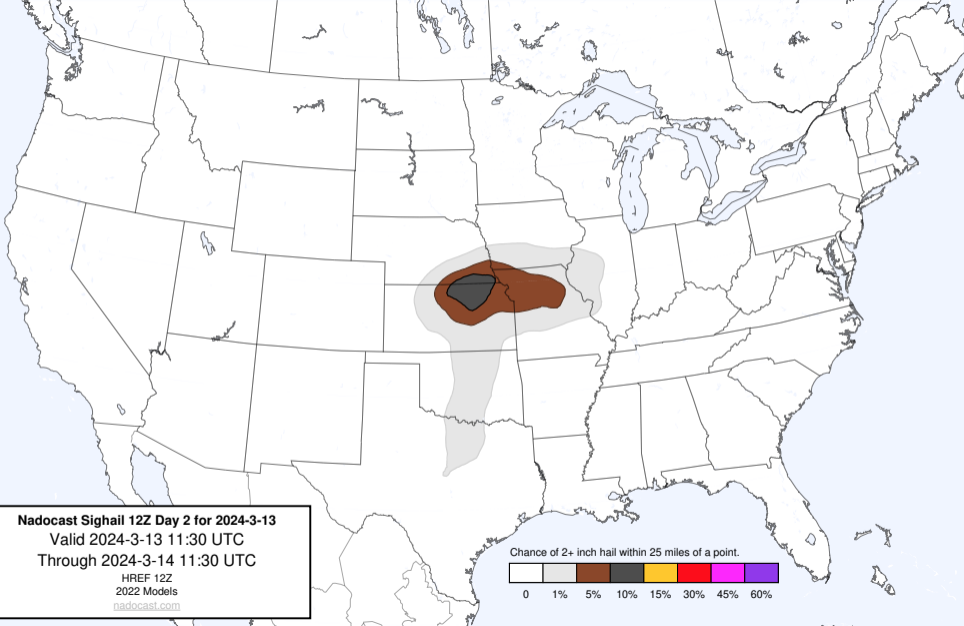 Nadocast Sighail 12Z Day 2 for 2024-3-13
Valid 2024-3-13 11:30 UTC
Through 2024-3-14 11:30 UTC
HREF 12Z
2022 Models
nadocast.com
Chance of 2+ inch hail within 25 miles of a point.
0 1% 5% 10% 15% 30% 45% 60%